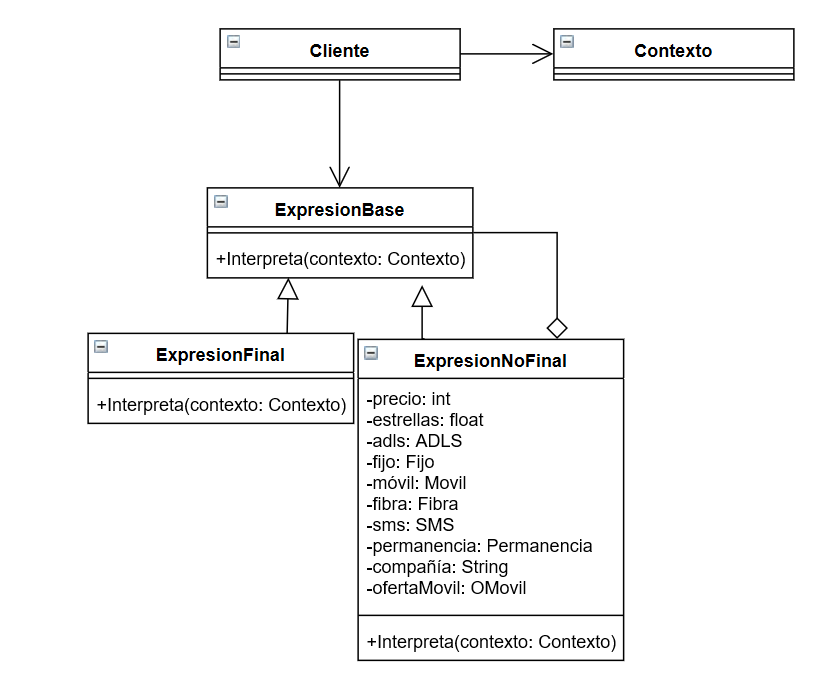 Cliente
Contexto
ExpresionBase
+Interpreta(contexto: Contexto)
ExpresionFinal
+Interpreta(contexto: Contexto)
ExpresionNoFinal
-precio: int
-estrellas: float
-adls: ADLS
-fijo: Fijo
-móvil: Movil
-fibra: Fibra
-sms: SMS
-permanencia: Permanencia
-compañía: String
-ofertaMovil: OMovil
+Interpreta(contexto: Contexto)